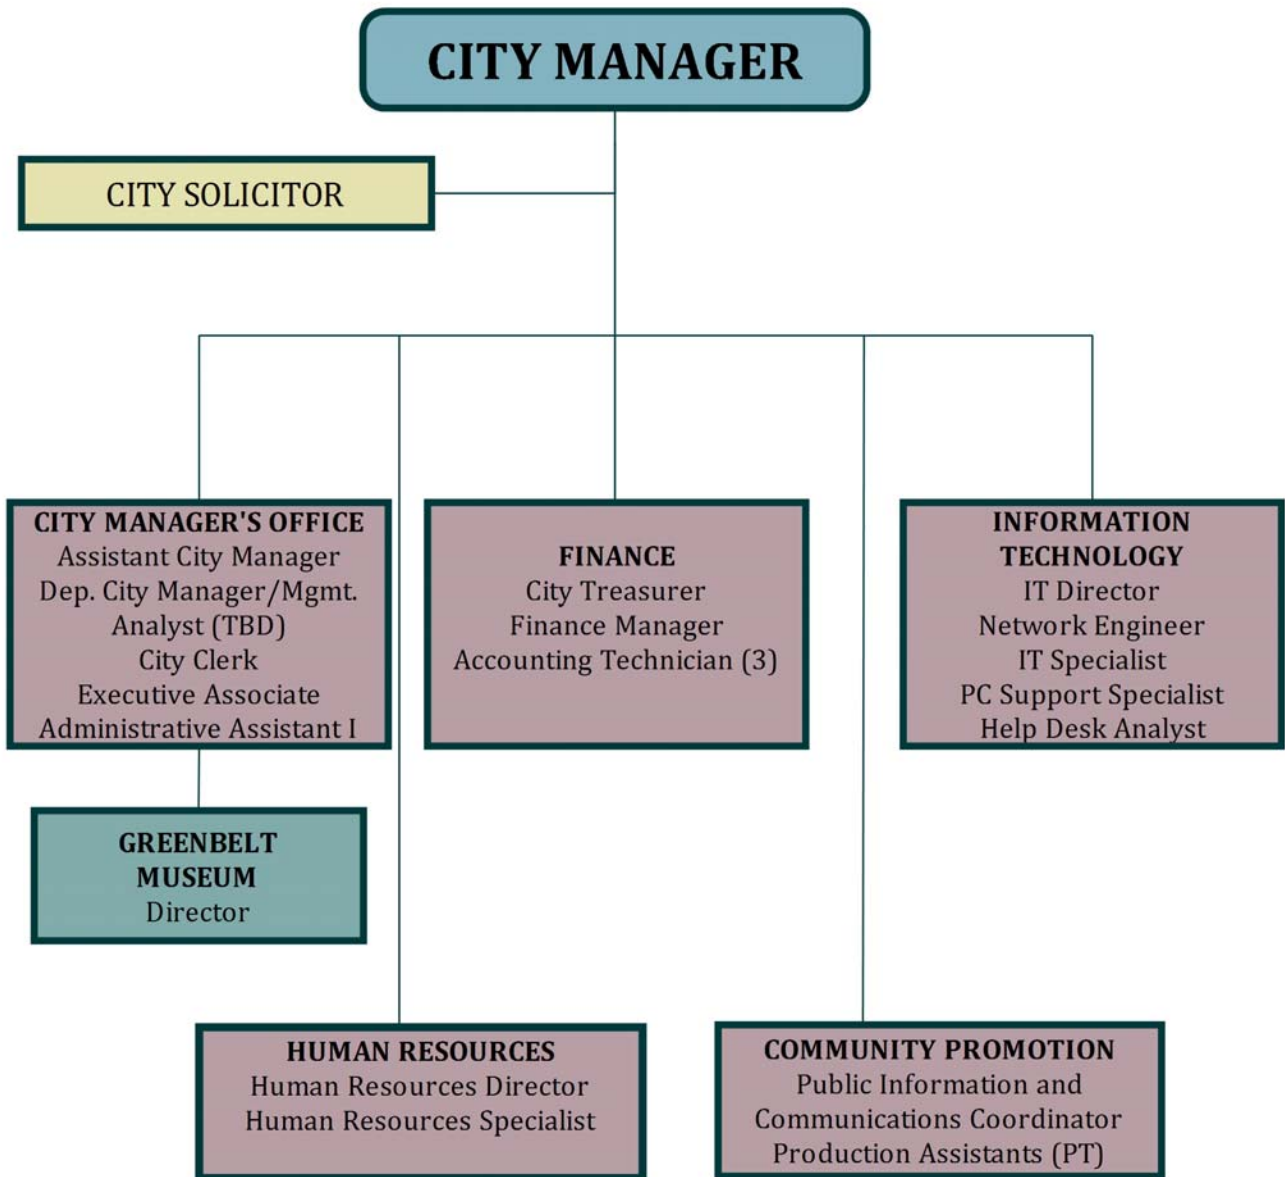 CITY MANAGER
CITY SOLICITOR
CITY MANAGER'S OFFICE
Assistant City Manager
Dep. City Manager/Mgmt.
Analyst (TBD)
City Clerk
Executive Associate
Administrative Assistant I
FINANCE
City Treasurer
Finance Manager
Accounting Technician (3)
INFORMATION
TECHNOLOGY
IT Director
Network Engineer
IT Specialist
PC Support Specialist
Help Desk Analyst
GREENBELT
MUSEUM
Director
HUMAN RESOURCES
Human Resources Director
Human Resources Specialist
COMMUNITY PROMOTION
Public Information and
Communications Coordinator
Production Assistants (PT)